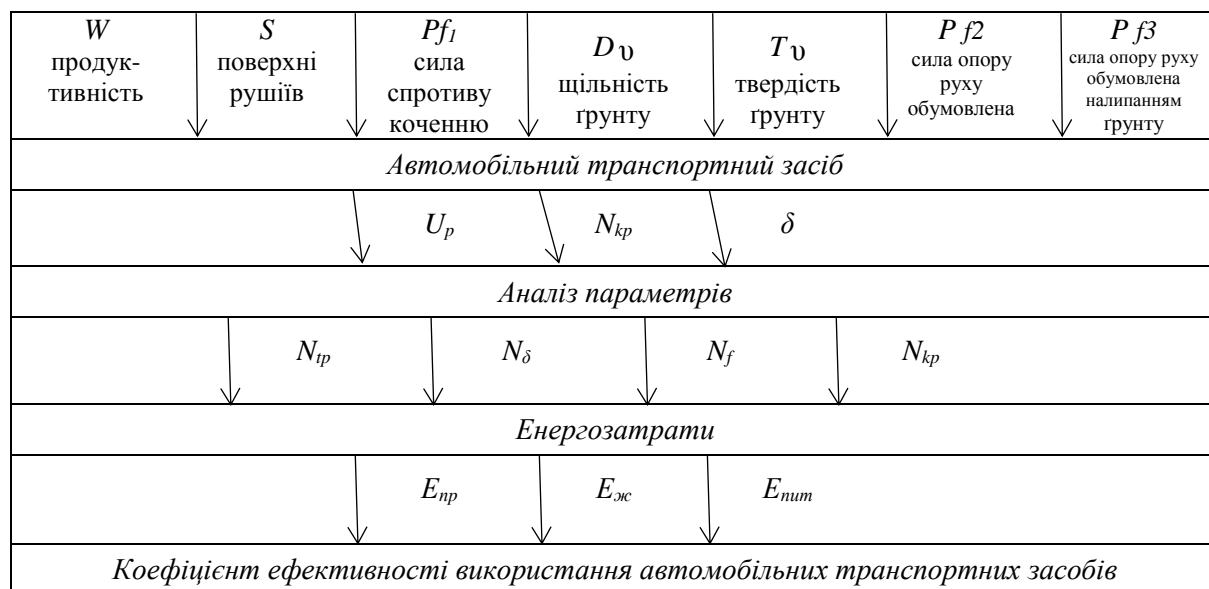 W
продук-
тивність
S
поверхні
рушіїв
Pf1
сила
спротиву
коченню
D υ
щільність
ґрунту
T υ
твердість
ґрунту
P f2
сила опору
руху
обумовлена
P f3
сила опору руху
обумовлена
налипанням
ґрунту
Автомобільний транспортний засіб
Up Nkp δ
Аналіз параметрів
Ntp Nδ Nf Nkp
Енергозатрати
Eпр Eж Eпит
Коефіцієнт ефективності використання автомобільних транспортних засобів